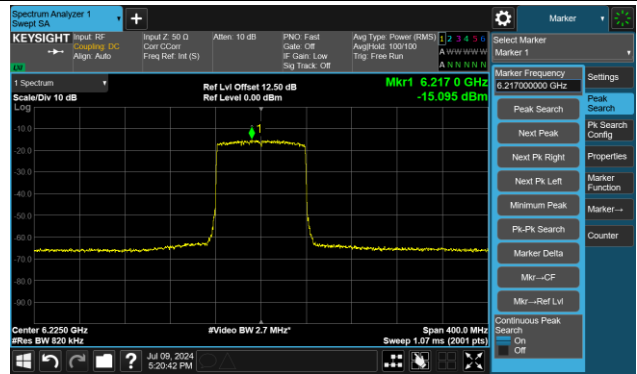 Spectrum Analyzer 1
Swept SA
Marker
KEYSIGHT
Input: RF
Coupling: DC
Align: Auto
Input Z: 50 Ω
Corr CCorr
Freq Ref: Int (S)
Atten: 10 dB
PNO: Fast
Gate: Off
IF Gain: Low
Sig Track: Off
Avg Type: Power (RMS)
Avg|Hold: 100/100
Trig: Free Run
1 2 3 4 5 6
A W W W W W
A N N N N N
Select Marker
Marker 1
1 Spectrum
Scale/Div 10 dB
Log
Ref Lvl Offset 12.50 dB
Ref Level 0.00 dBm
Mkr1 6.217 0 GHz
-15.095 dBm
1
-10.0
-20.0
-30.0
-40.0
-50.0
-60.0
-70.0
-80.0
-90.0
Center 6.2250 GHz
#Res BW 820 kHz
#Video BW 2.7 MHz*
Span 400.0 MHz
Sweep 1.07 ms (2001 pts)
Marker Frequency
6.217000000 GHz
Peak Search
Next Peak
Next Pk Right
Next Pk Left
Minimum Peak
Pk-Pk Search
Marker Delta
Mkr→CF
Mkr→Ref Lvl
Continuous Peak
Search
On
Off
Settings
Peak
Search
Pk Search
Config
Properties
Marker
Function
Marker→
Counter
?
Jul 09, 2024
5:20:42 PM